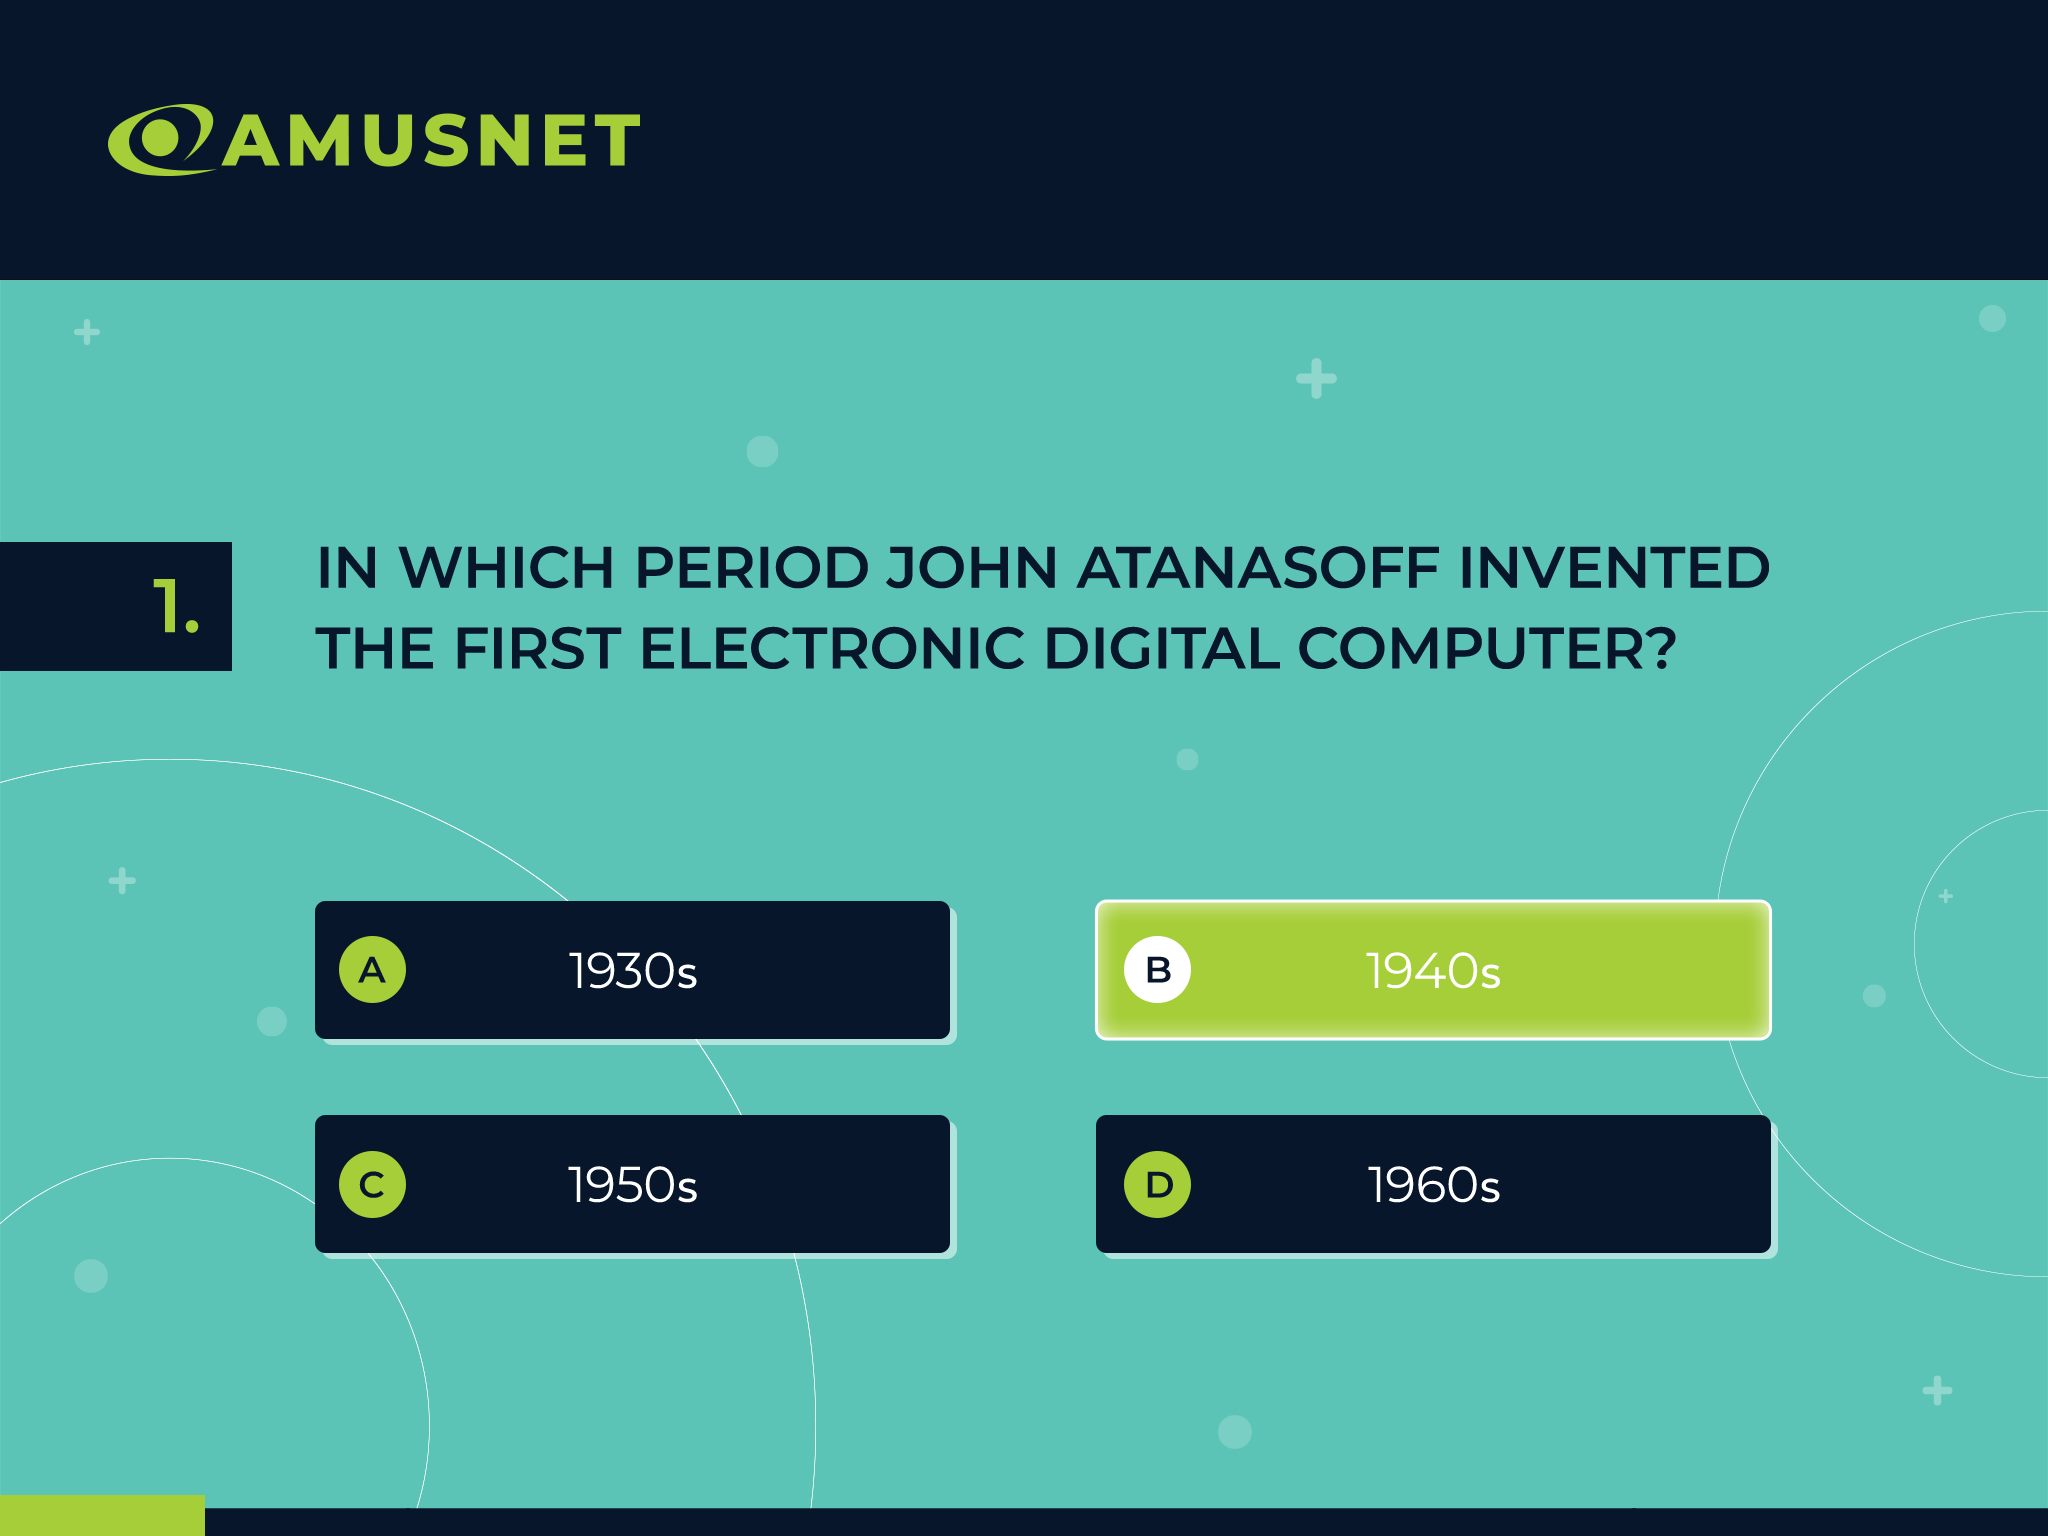 AMUSNET
1.
IN WHICH PERIOD JOHN ATANASOFF INVENTED
THE FIRST ELECTRONIC DIGITAL COMPUTER?
A 1930s
B 1940s
C 1950s
D 1960s